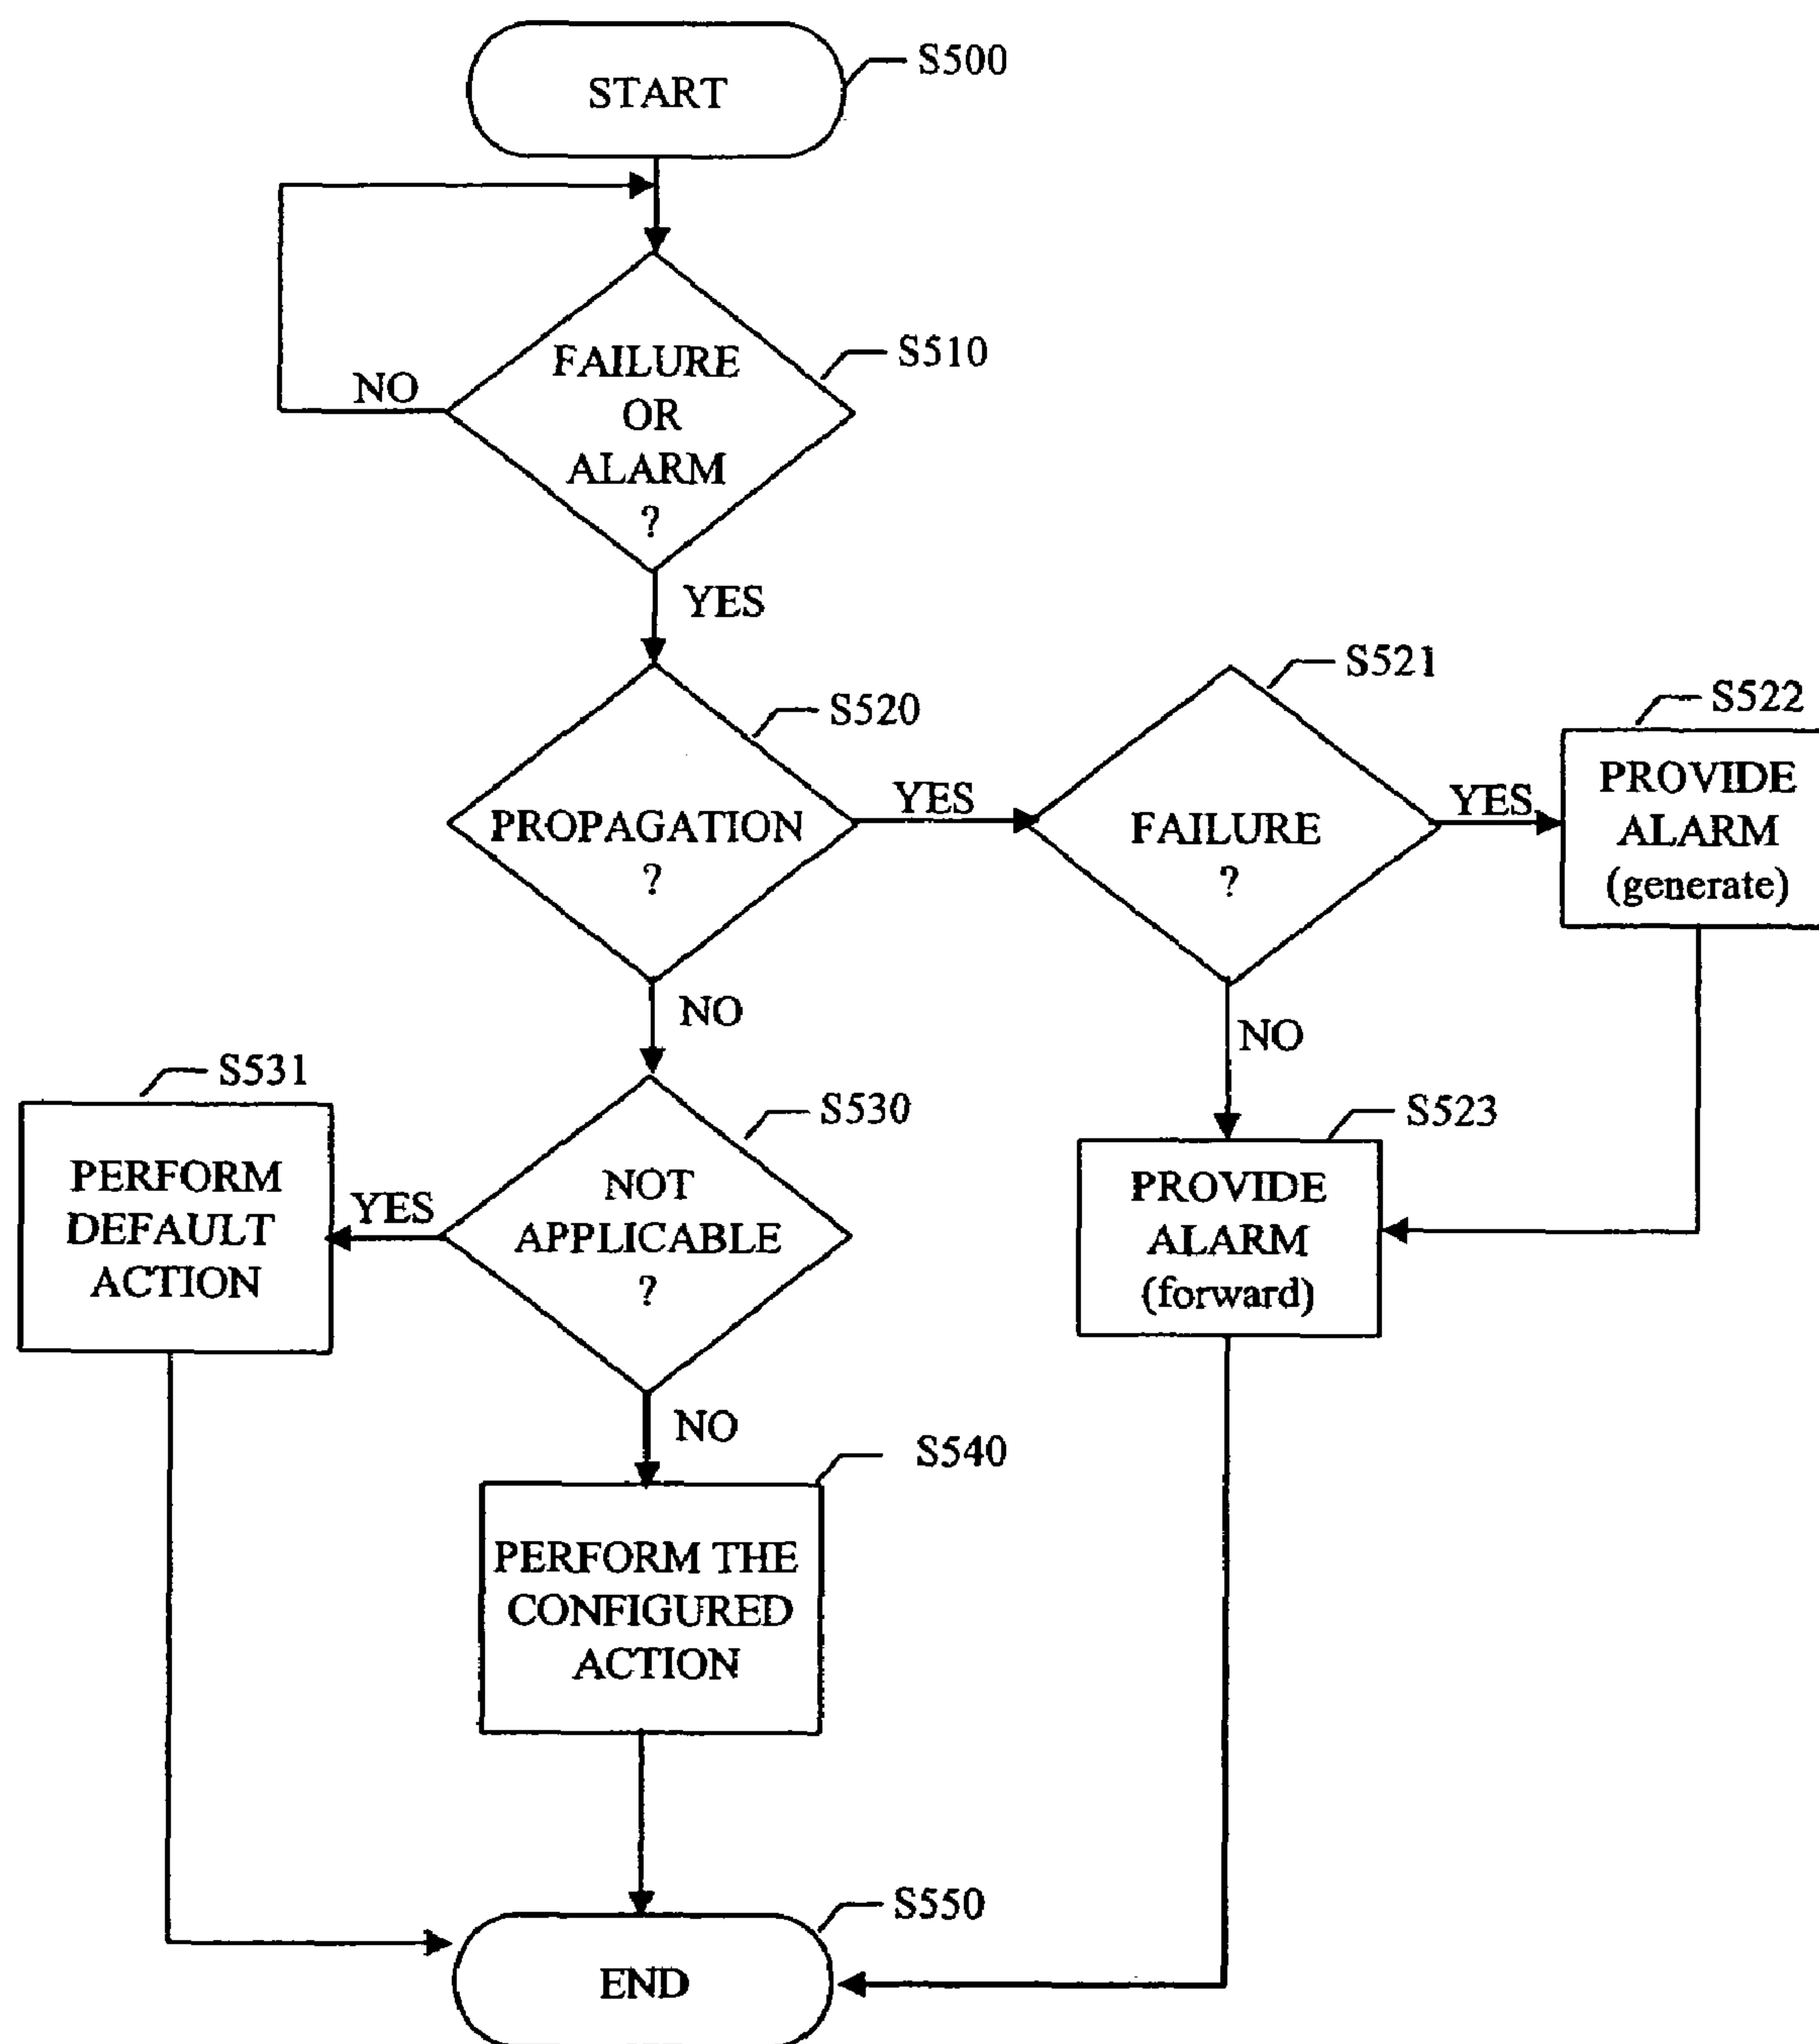 START
S500
FAILURE
OR
ALARM
?
S510
NO
YES
PROPAGATION
?
S520
YES
FAILURE
?
S521
YES
S522
PROVIDE
ALARM
(generate)
NO
NO
S523
PROVIDE
ALARM
(forward)
S531
PERFORM
DEFAULT
ACTION
YES
S530
NOT
APPLICABLE
?
NO
S540
PERFORM THE
CONFIGURED
ACTION
S550
END